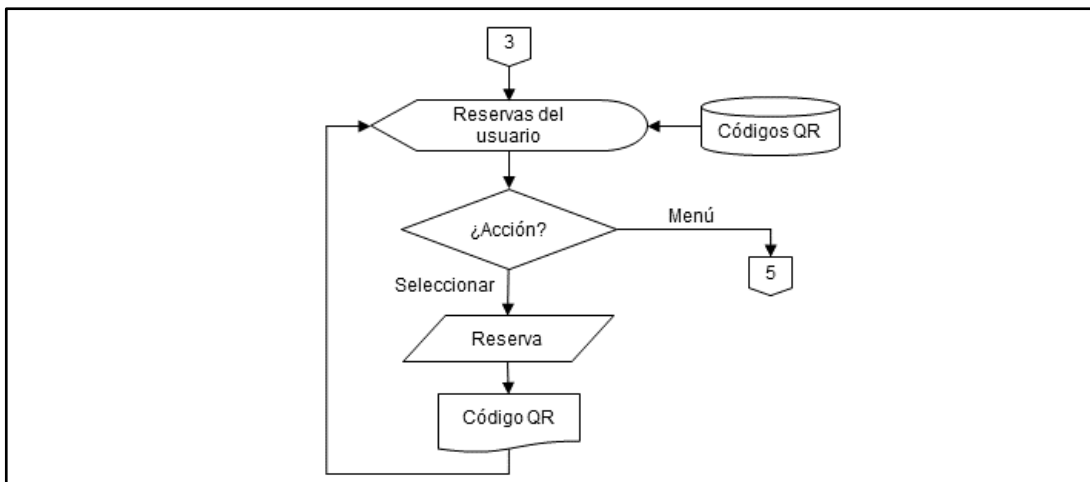 3
Reservas del
usuario
Códigos QR
¿Acción?
Menú
5
Seleccionar
Reserva
Código QR